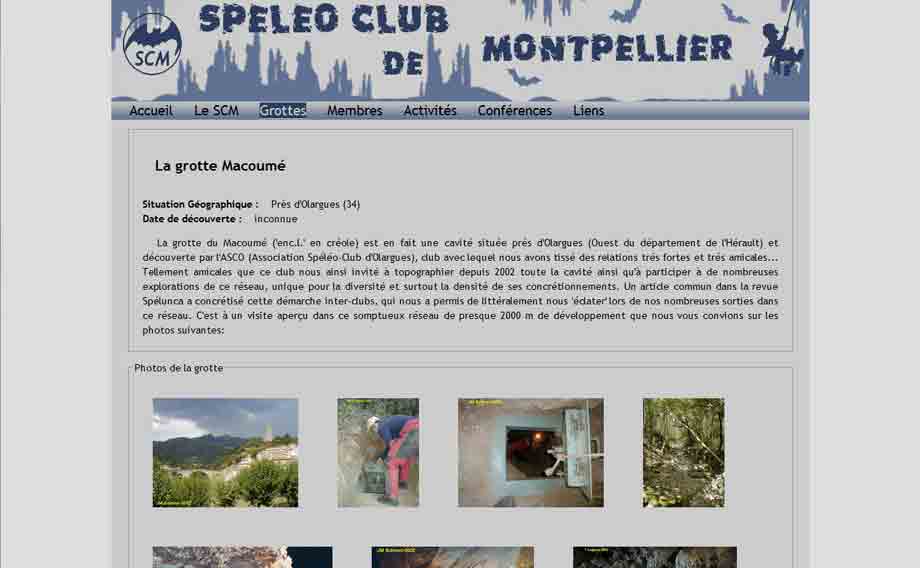 SPELEO CLUB
DE
MONTPELLIER
SCM
Accueil Le SCM Grottes Membres Activités Conférences Liens
La grotte Macoumé
Situation Géographique : Prés d'Olargues (34)
Date de découverte : inconnue
La grotte du Macoumé ('enc.l.' en créole) est en fait une cavité située prés d'Olargues (Ouest du département de l'Hérault) et
découverte par l'ASCO (Association Spéléo-Club d'Olargues), club avec lequel nous avons tissé des relations trés fortes et trés amicales...
Tellement amicales que ce club nous ainsi invité à topographier depuis 2002 toute la cavité ainsi qu'à participer à de nombreuses
explorations de ce réseau, unique pour la diversité et surtout la densité de ses concrétionnements. Un article commun dans la revue
Spélunca a concrétisé cette démarche inter-clubs, qui nous a permis de littéralement nous 'éclater' lors de nos nombreuses sorties dans
ce réseau. C'est à un visite aperçu dans ce somptueux réseau de presque 2000 m de développement que nous vous convions sur les
photos suivantes:
Photos de la grotte